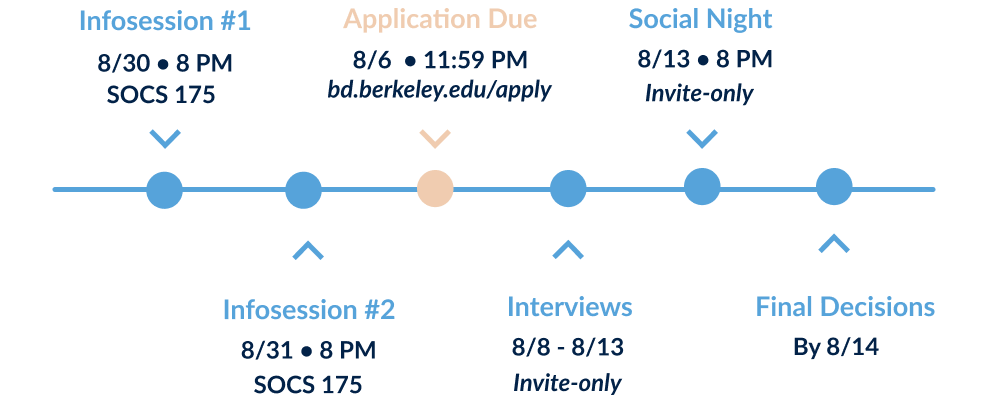 Infosession #1
8/30 • 8 PM
SOCS 175
Application Due
8/6 • 11:59 PM
bd.berkeley.edu/apply
Social Night
8/13 • 8 PM
Invite-only
Infosession #2
8/31 • 8 PM
SOCS 175
Interviews
8/8 - 8/13
Invite-only
Final Decisions
By 8/14